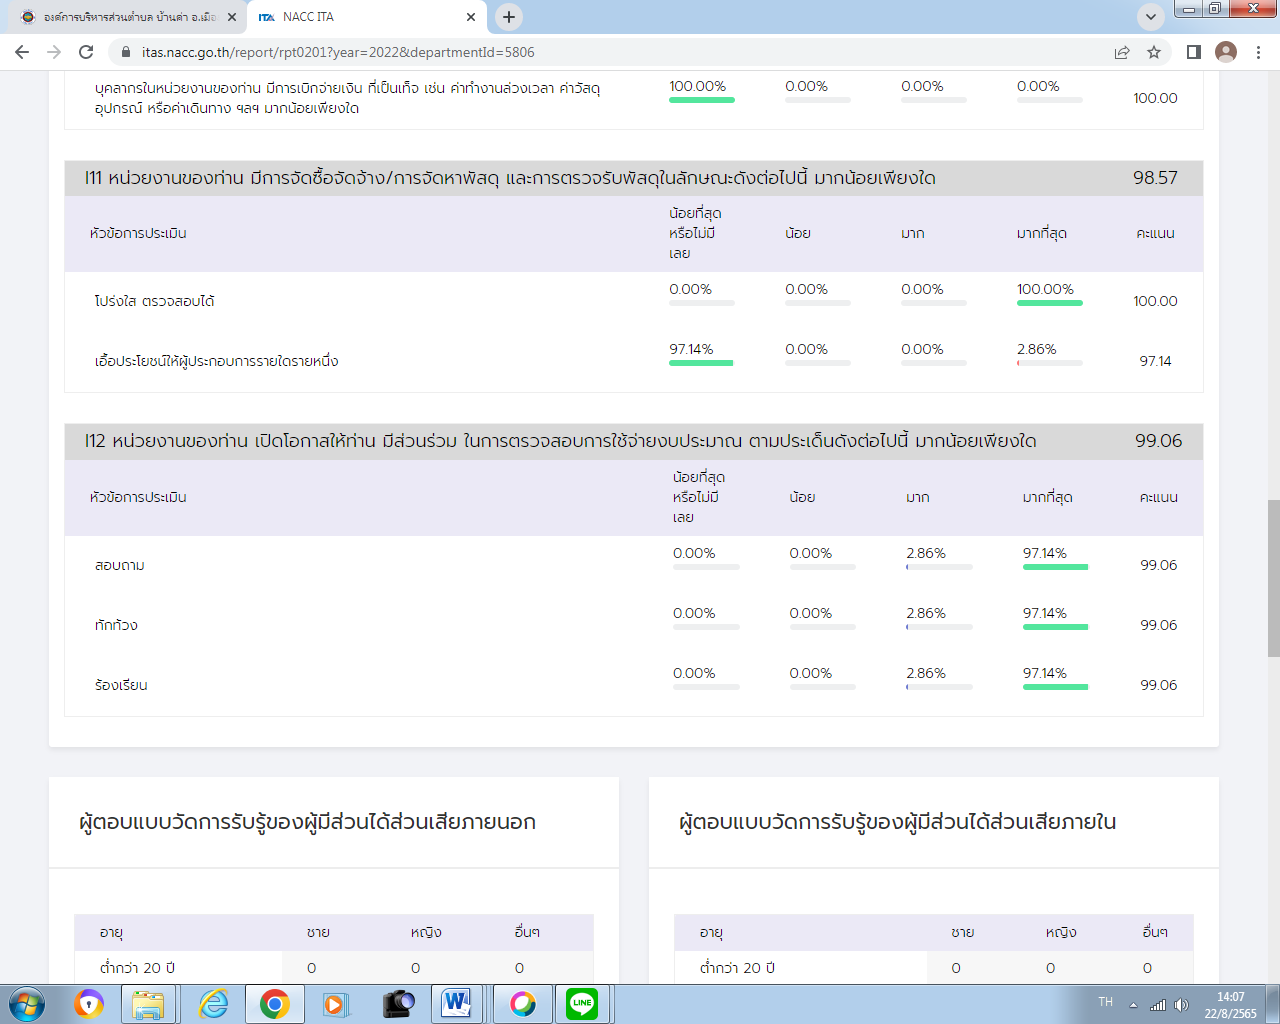 องค์การบริหารส่วนตำบล บ้านค่า อ.เมือ
ITA NACC ITA
itas.nacc.go.th/report/rpt0201?year=2022&departmentId=5806
บุคลากรในหน่วยงานของท่าน มีการเบิกจ่ายเงิน ที่เป็นเท็จ เช่น ค่าทำงานล่วงเวลา ค่าวัสดุ
อุปกรณ์ หรือค่าเดินทาง ฯลฯ มากน้อยเพียงใด
100.00% 0.00% 0.00% 0.00% 100.00
I11 หน่วยงานของท่าน มีการจัดซื้อจัดจ้าง/การจัดหาพัสดุ และการตรวจรับพัสดุในลักษณะดังต่อไปนี้ มากน้อยเพียงใด 98.57
หัวข้อการประเมิน น้อยที่สุด หรือไม่มี เลย น้อย มาก มากที่สุด คะแนน
โปร่งใส ตรวจสอบได้ 0.00% 0.00% 0.00% 100.00% 100.00
เอื้อประโยชน์ให้ผู้ประกอบการรายใดรายหนึ่ง 97.14% 0.00% 0.00% 2.86% 97.14
I12 หน่วยงานของท่าน เปิดโอกาสให้ท่าน มีส่วนร่วม ในการตรวจสอบการใช้จ่ายงบประมาณ ตามประเด็นดังต่อไปนี้ มากน้อยเพียงใด 99.06
หัวข้อการประเมิน น้อยที่สุด หรือไม่มี เลย น้อย มาก มากที่สุด คะแนน
สอบถาม 0.00% 0.00% 2.86% 97.14% 99.06
ทักท้วง 0.00% 0.00% 2.86% 97.14% 99.06
ร้องเรียน 0.00% 0.00% 2.86% 97.14% 99.06
ผู้ตอบแบบวัดการรับรู้ของผู้มีส่วนได้ส่วนเสียภายนอก
อายุ ชาย หญิง อื่นๆ
ต่ำกว่า 20 ปี 0 0 0
ผู้ตอบแบบวัดการรับรู้ของผู้มีส่วนได้ส่วนเสียภายใน
อายุ ชาย หญิง อื่นๆ
ต่ำกว่า 20 ปี 0 0 0
LINE
TH
14:07
22/8/2565